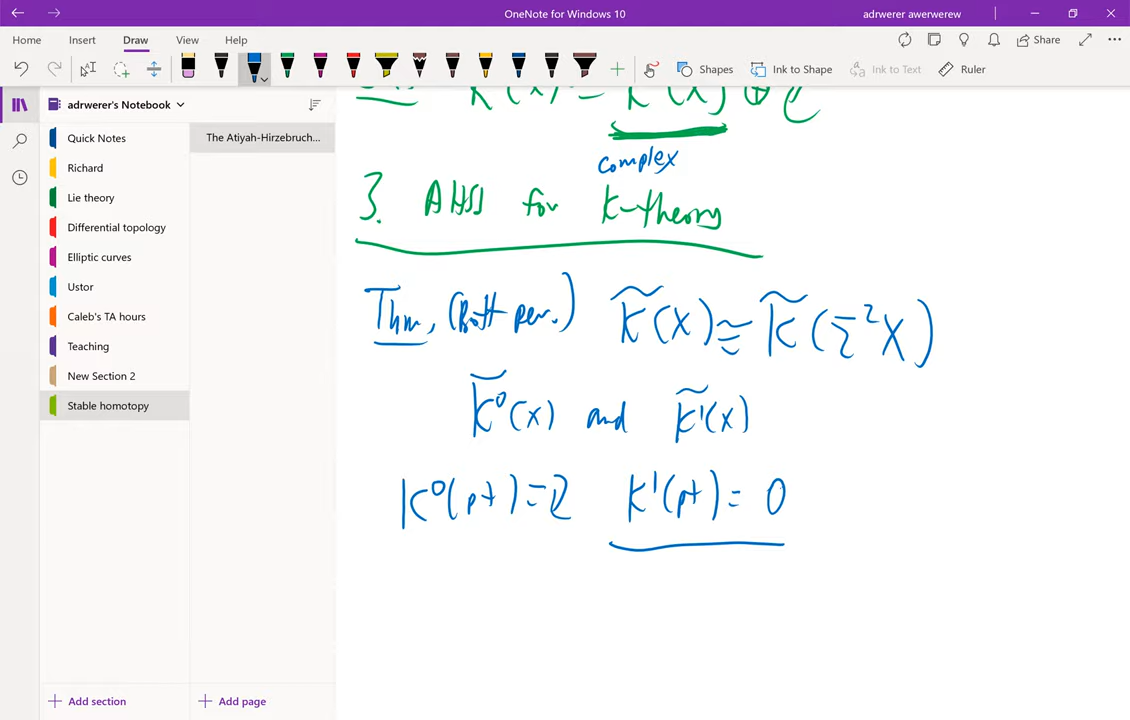 OneNote for Windows 10
adrwerer awerwerew
Home Insert Draw View Help
Share
Shapes Ink to Shape Ink to Text Ruler
adrwerer's Notebook
Quick Notes
Richard
Lie theory
Differential topology
Elliptic curves
Ustor
Caleb's TA hours
Teaching
New Section 2
Stable homotopy
Add section
The Atiyah-Hirzebruch...
Add page
K(X) = K̃(X) ⊕ ℤ
complex
3. AHSS for K-theory
Thm, (Bott per.) K̃(X) ≅ K̃(Σ²X)
K̃⁰(X) and K̃¹(X)
K⁰(pt) = ℤ K¹(pt) = 0